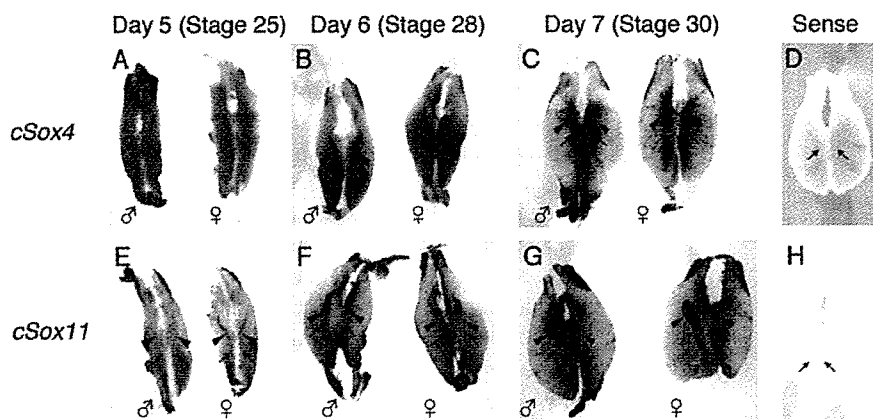 Day 5 (Stage 25) Day 6 (Stage 28) Day 7 (Stage 30) Sense
A B C D
cSox4
♂ ♀ ♂ ♀ ♂ ♀
E F G H
cSox11
♂ ♀ ♂ ♀ ♂ ♀